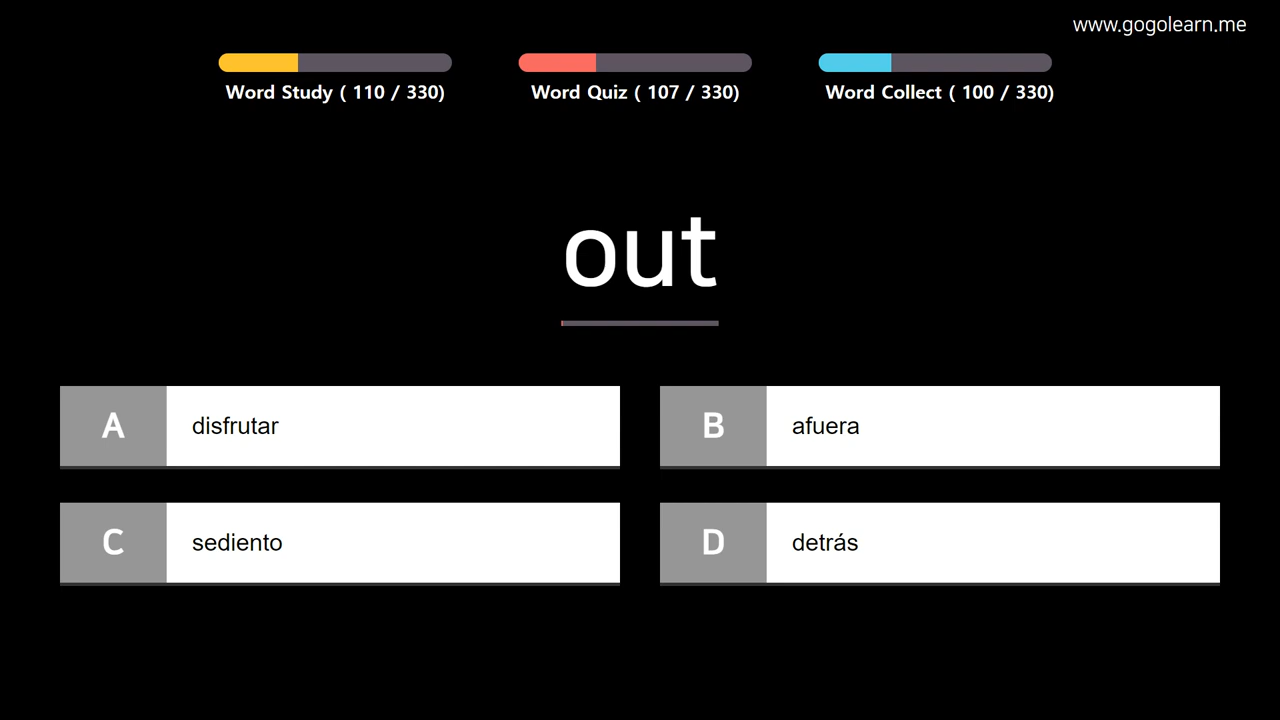 www.gogolearn.me
Word Study ( 110 / 330)
Word Quiz ( 107 / 330)
Word Collect ( 100 / 330)
out
A disfrutar
B afuera
C sediento
D detrás